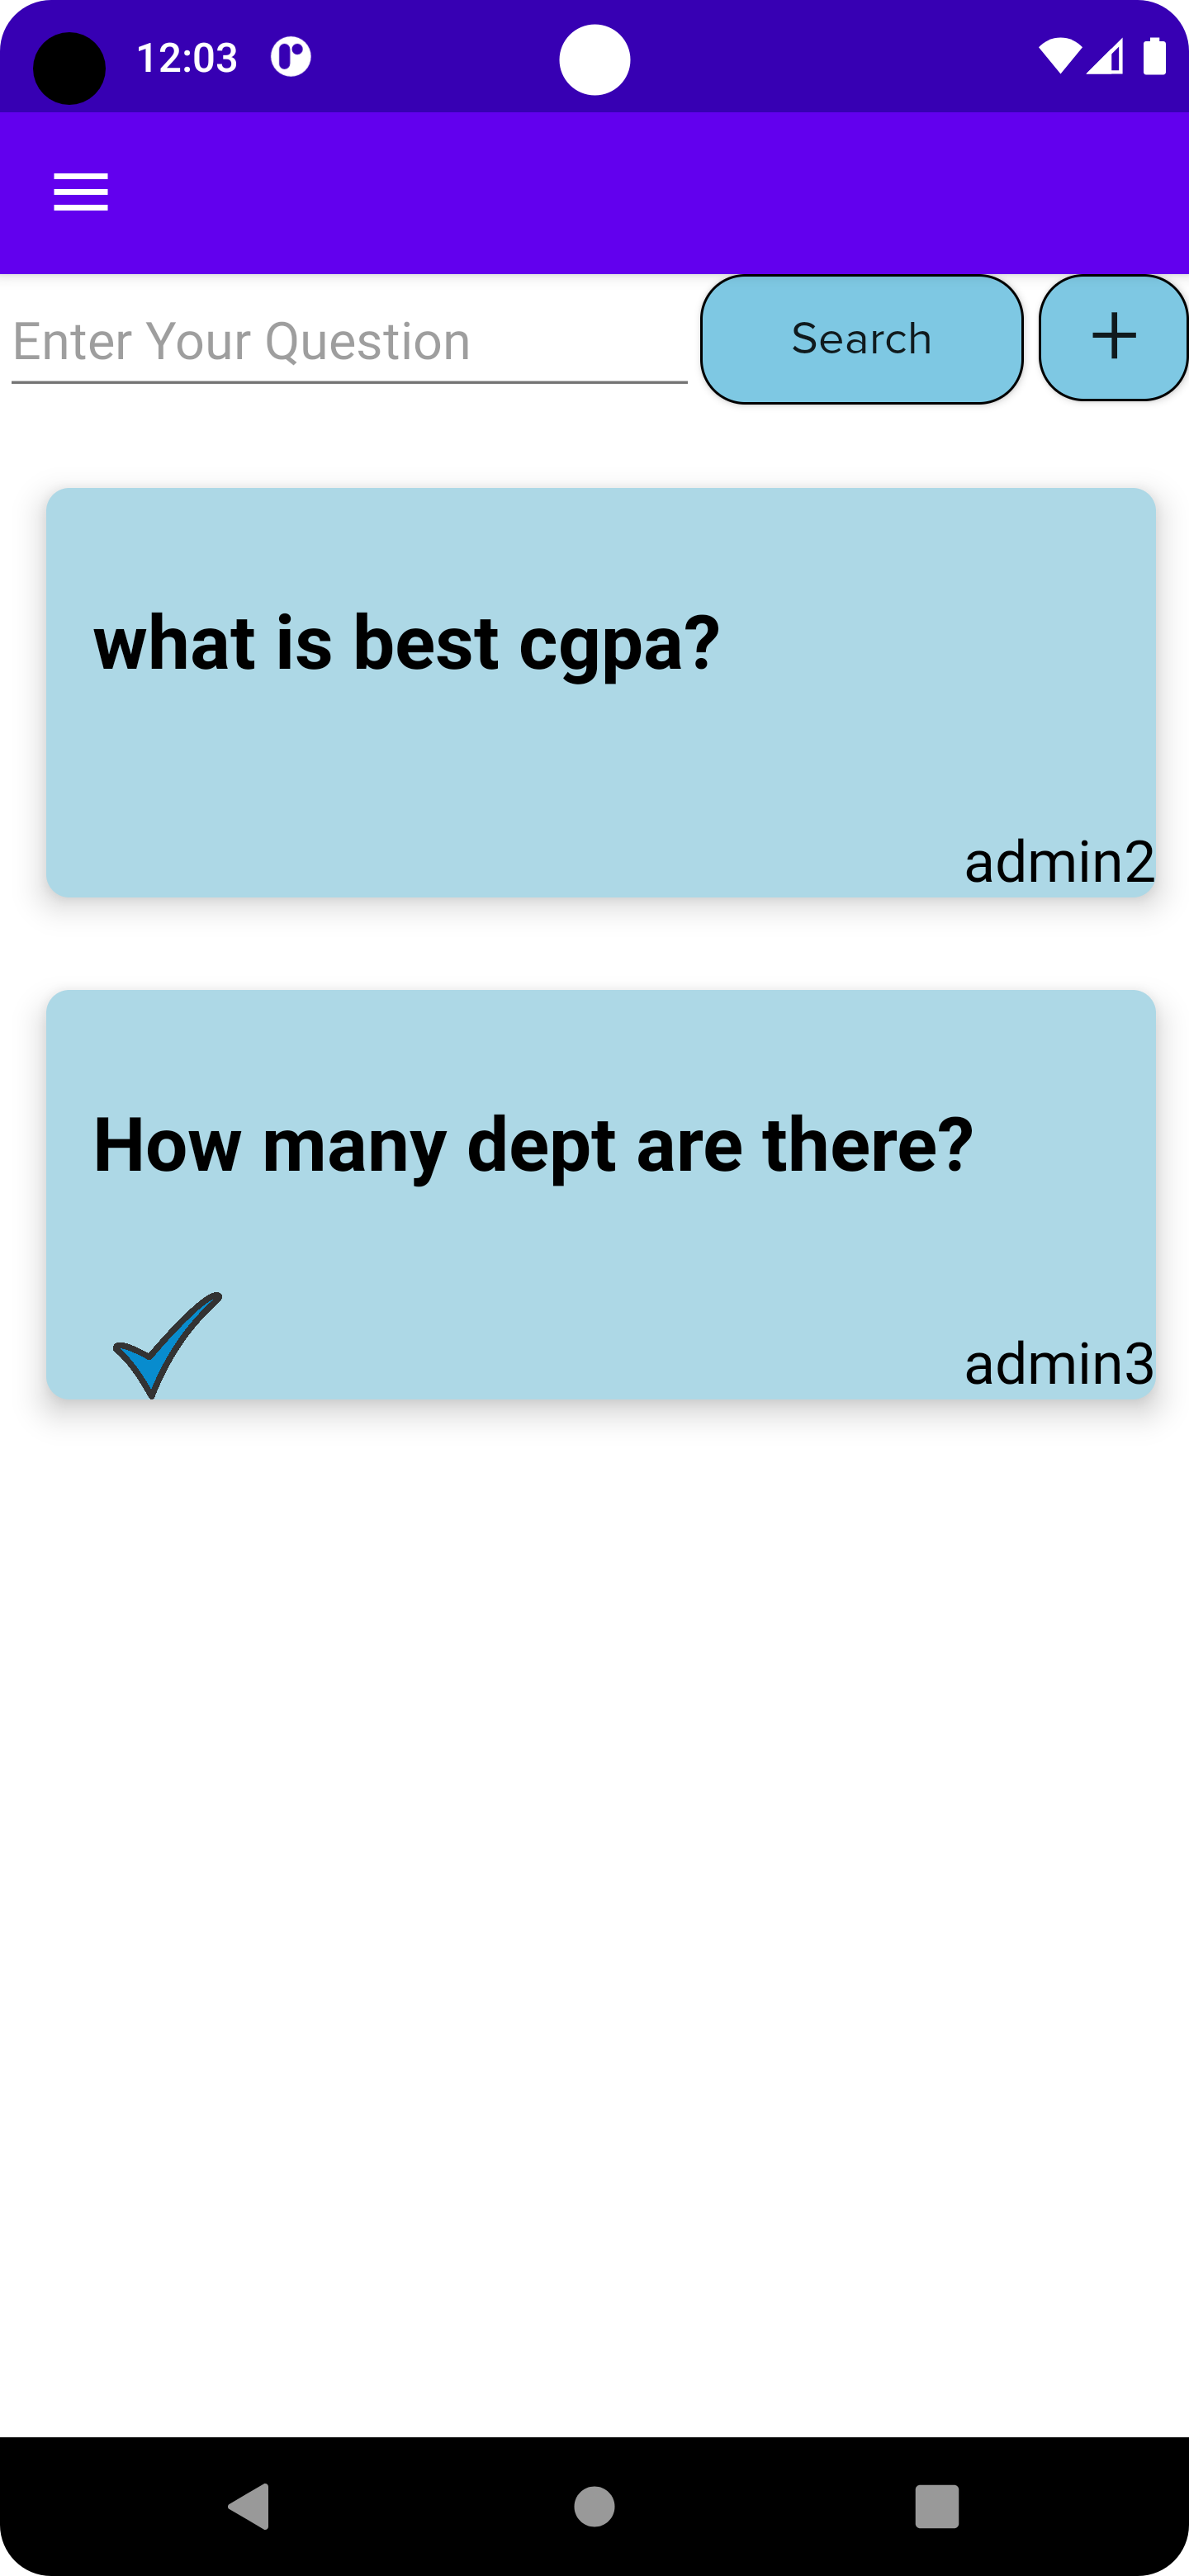 12:03
Enter Your Question
Search
+
what is best cgpa?
admin2
How many dept are there?
admin3